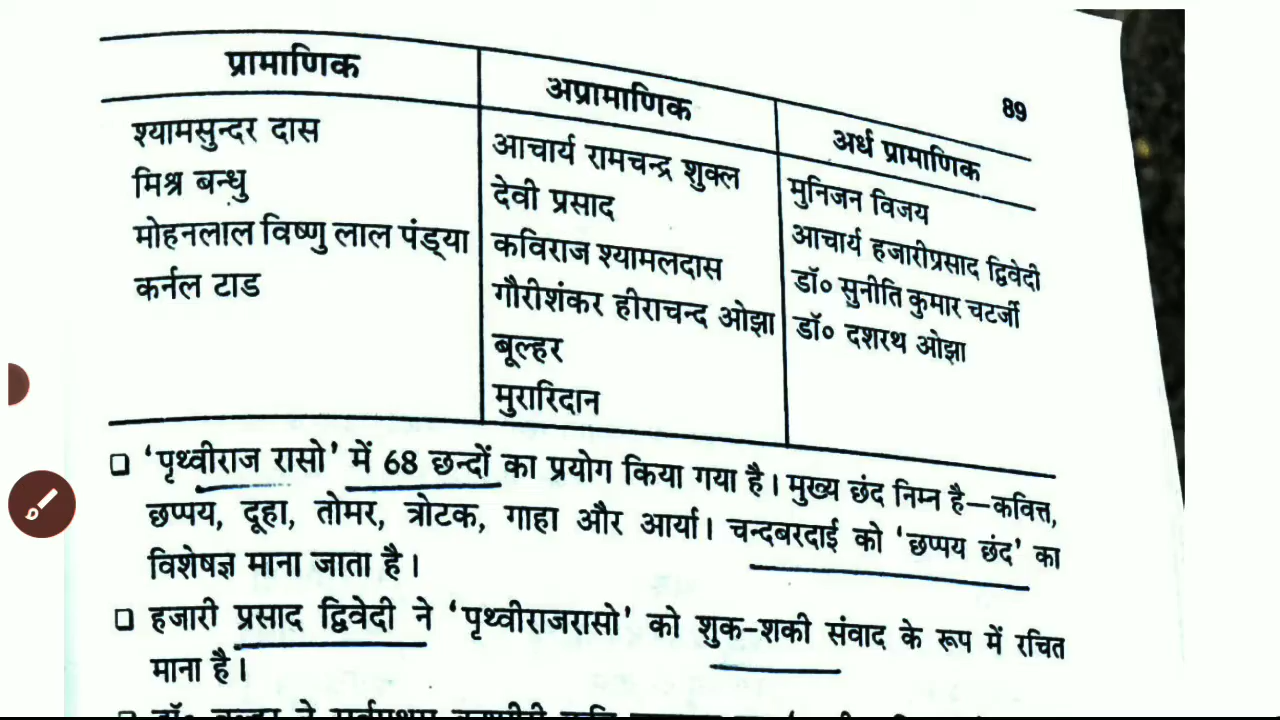 89
प्रामाणिक अप्रामाणिक अर्ध प्रामाणिक
श्यामसुन्दर दास आचार्य रामचन्द्र शुक्ल मुनिजन विजय
मिश्र बन्धु देवी प्रसाद आचार्य हजारीप्रसाद द्विवेदी
मोहनलाल विष्णु लाल पंड्या कविराज श्यामलदास डॉ० सुनीति कुमार चटर्जी
कर्नल टाड गौरीशंकर हीराचन्द ओझा डॉ० दशरथ ओझा
बूल्हर
मुरारिदान
❑ ‘पृथ्वीराज रासो’ में 68 छन्दों का प्रयोग किया गया है। मुख्य छंद निम्न है—कवित्त,
छप्पय, दूहा, तोमर, त्रोटक, गाहा और आर्या। चन्दबरदाई को ‘छप्पय छंद’ का
विशेषज्ञ माना जाता है।
❑ हजारी प्रसाद द्विवेदी ने ‘पृथ्वीराजरासो’ को शुक-शकी संवाद के रूप में रचित
माना है।